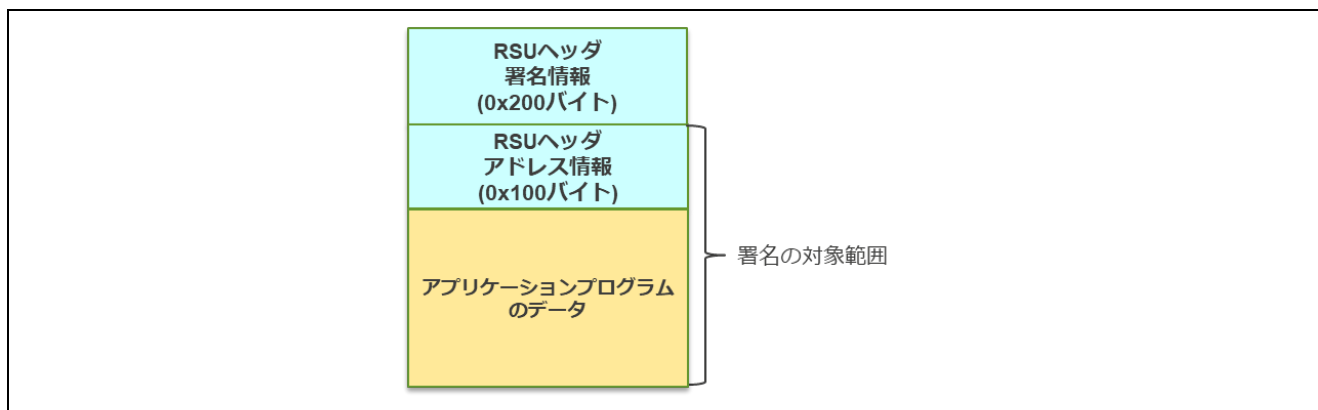 RSUヘッダ
署名情報
(0x200バイト)
RSUヘッダ
アドレス情報
(0x100バイト)
署名の対象範囲
アプリケーションプログラム
のデータ